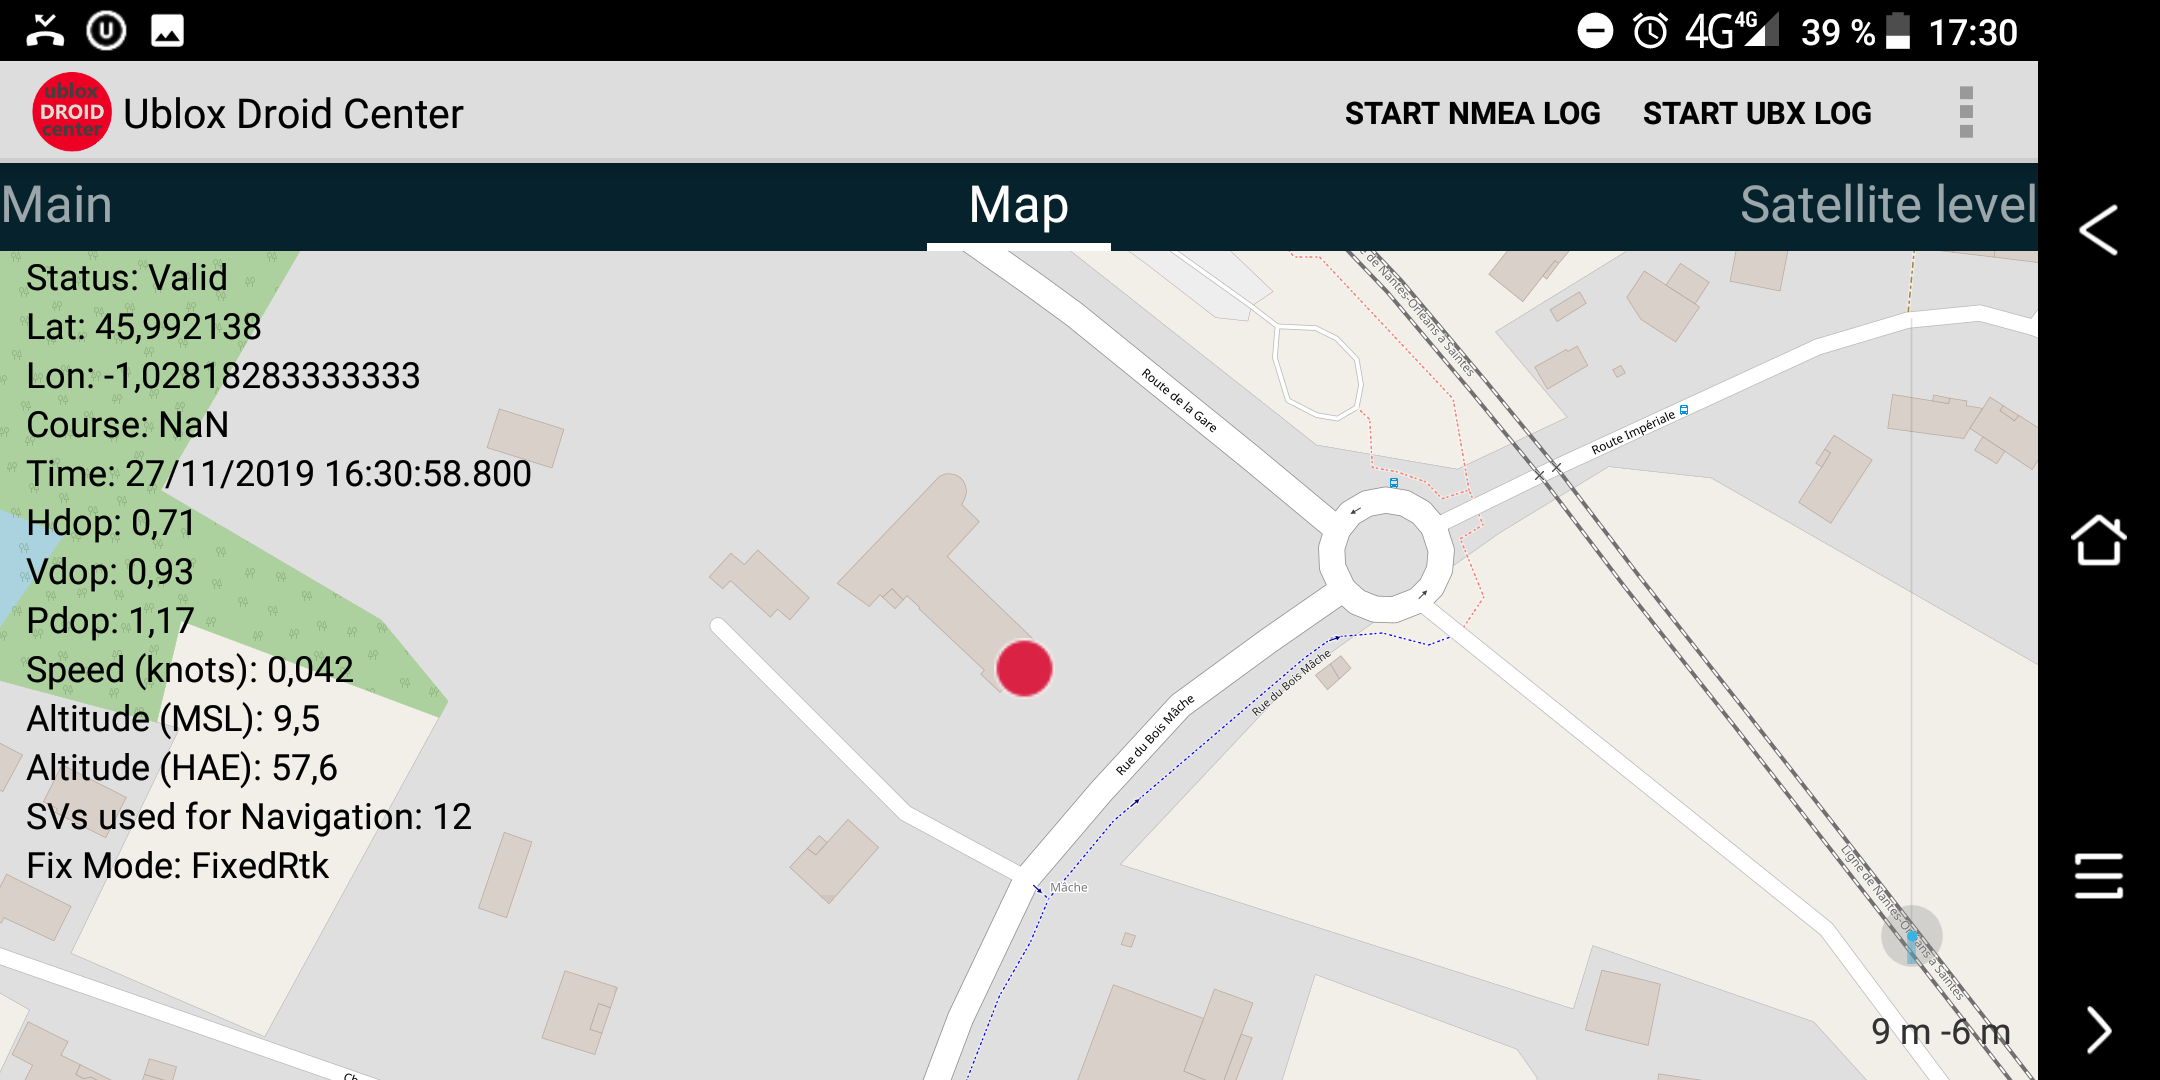 4G 4G 39 % 17:30
ublox
DROID
center
Ublox Droid Center
START NMEA LOG
START UBX LOG
Main
Map
Satellite level
Status: Valid
Lat: 45,992138
Lon: -1,02818283333333
Course: NaN
Time: 27/11/2019 16:30:58.800
Hdop: 0,71
Vdop: 0,93
Pdop: 1,17
Speed (knots): 0,042
Altitude (MSL): 9,5
Altitude (HAE): 57,6
SVs used for Navigation: 12
Fix Mode: FixedRtk
de Nantes-Orléans à Saintes
Route de la Gare
Route Impériale
Rue du Bois Mâche
Rue du Bois Mâche
Mâche
Ligne de Nantes-Orléans à Saintes
Ch
9 m -6 m